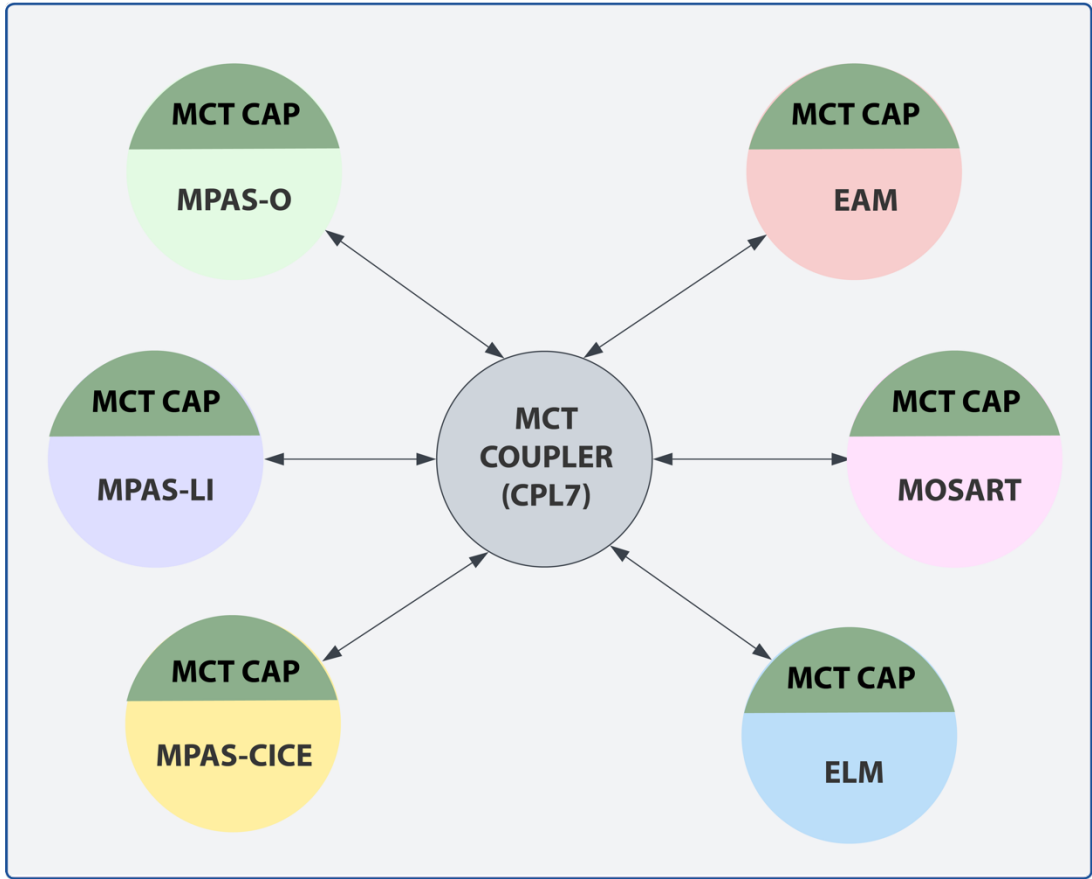 MCT CAP
MPAS-O
MCT CAP
EAM
MCT CAP
MPAS-LI
MCT
COUPLER
(CPL7)
MCT CAP
MOSART
MCT CAP
MPAS-CICE
MCT CAP
ELM